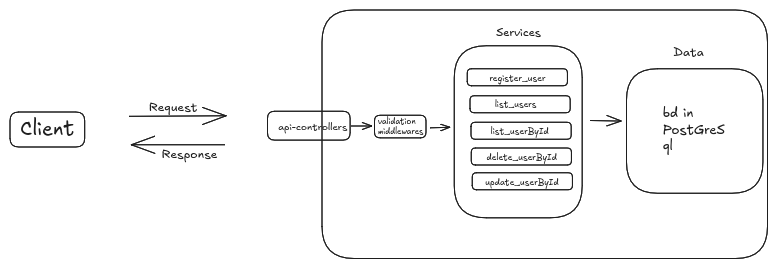 Client
Request
Response
api-controllers
validation
middlewares
Services
register_user
list_users
list_userById
delete_userById
update_userById
Data
bd in
PostGreS
ql